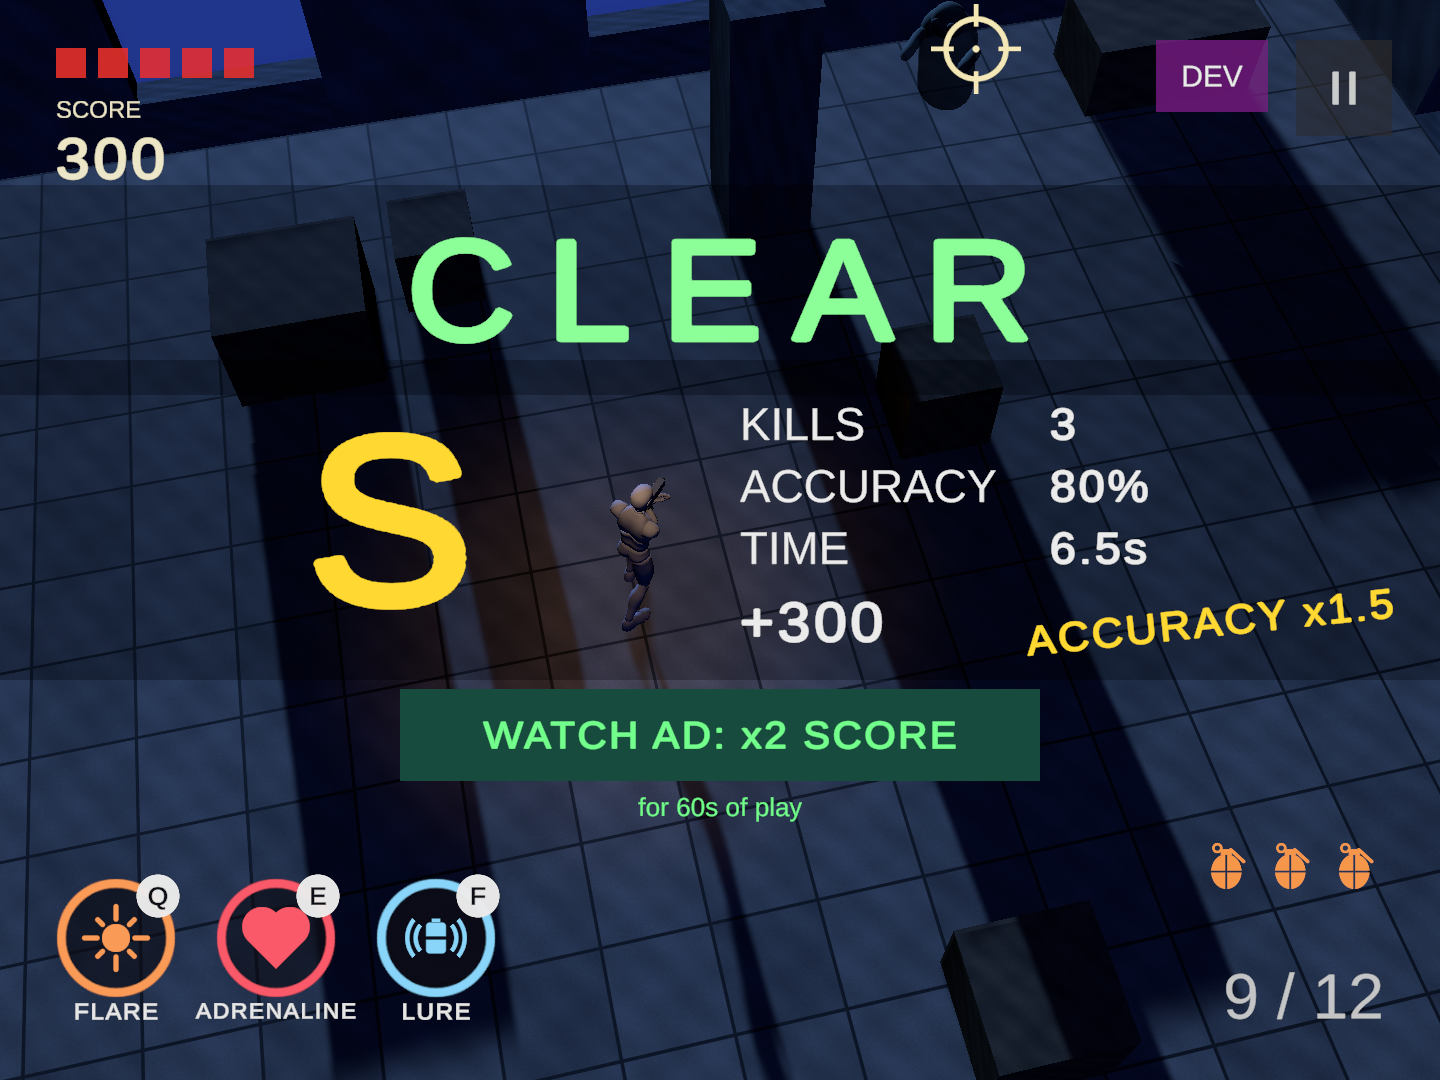 SCORE
300
DEV
CLEAR
S
KILLS 3
ACCURACY 80%
TIME 6.5s
+300
ACCURACY x1.5
WATCH AD: x2 SCORE
for 60s of play
Q
E
F
FLARE
ADRENALINE
LURE
9 / 12